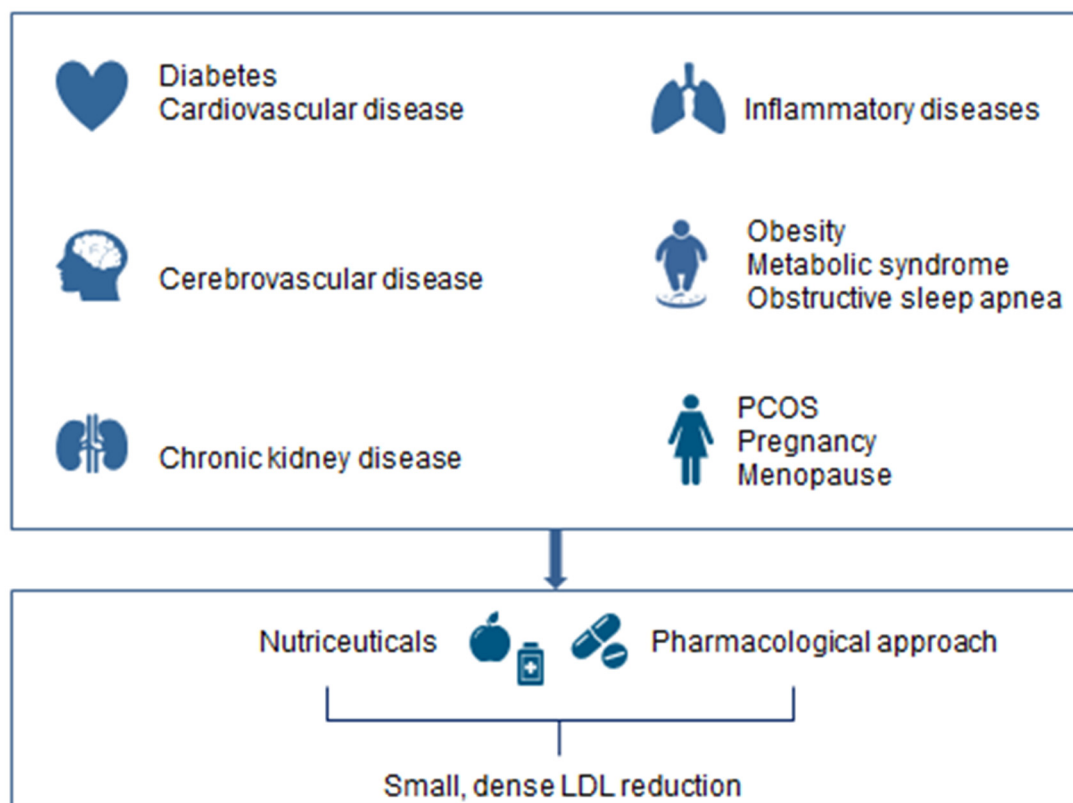 Diabetes
Cardiovascular disease
Inflammatory diseases
Cerebrovascular disease
Obesity
Metabolic syndrome
Obstructive sleep apnea
Chronic kidney disease
PCOS
Pregnancy
Menopause
Nutriceuticals
Pharmacological approach
Small, dense LDL reduction